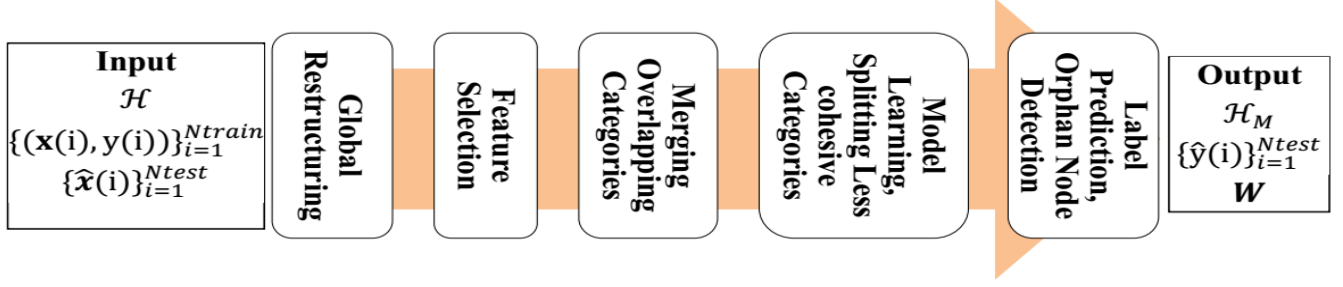 Input
ℋ
{(𝐱(i), y(i))}_{i=1}^{Ntrain}
{𝒙̂(i)}_{i=1}^{Ntest}
Global
Restructuring
Feature
Selection
Merging
Overlapping
Categories
Model
Learning,
Splitting Less
cohesive
Categories
Label
Prediction,
Orphan Node
Detection
Output
ℋ_M
{ŷ(i)}_{i=1}^{Ntest}
𝑾